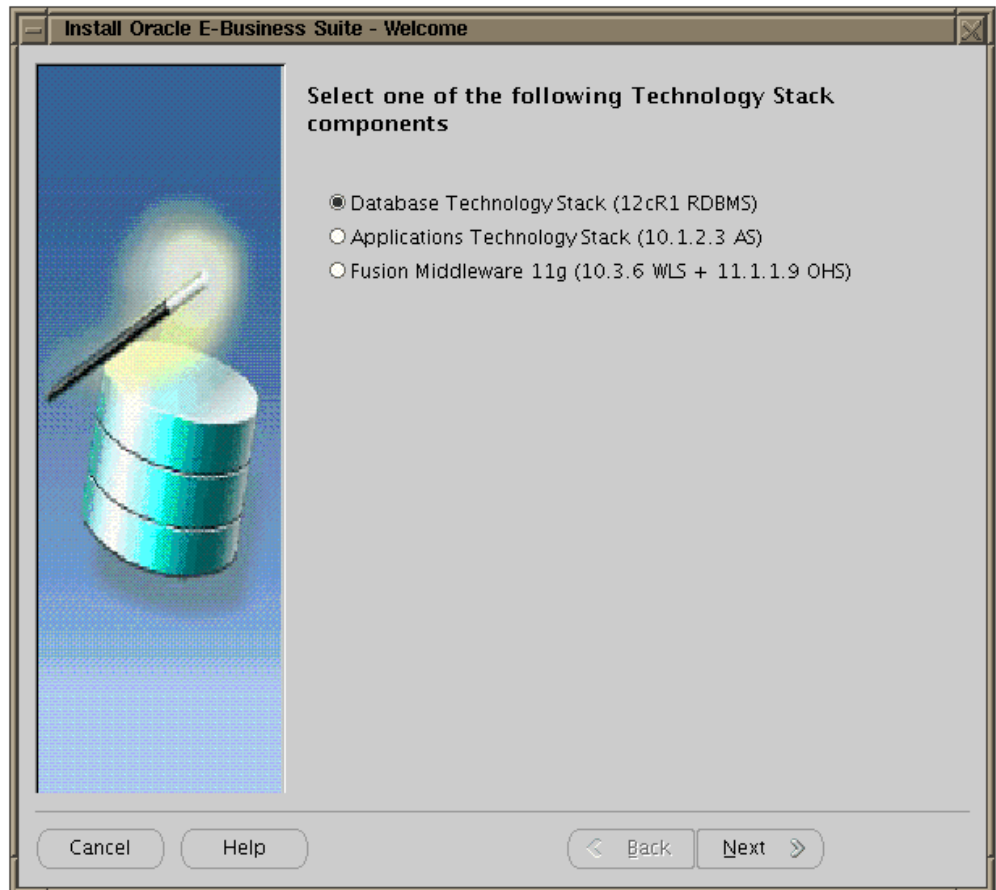 Install Oracle E-Business Suite - Welcome
Select one of the following Technology Stack
components
Database Technology Stack (12cR1 RDBMS)
Applications Technology Stack (10.1.2.3 AS)
Fusion Middleware 11g (10.3.6 WLS + 11.1.1.9 OHS)
Cancel Help Back Next